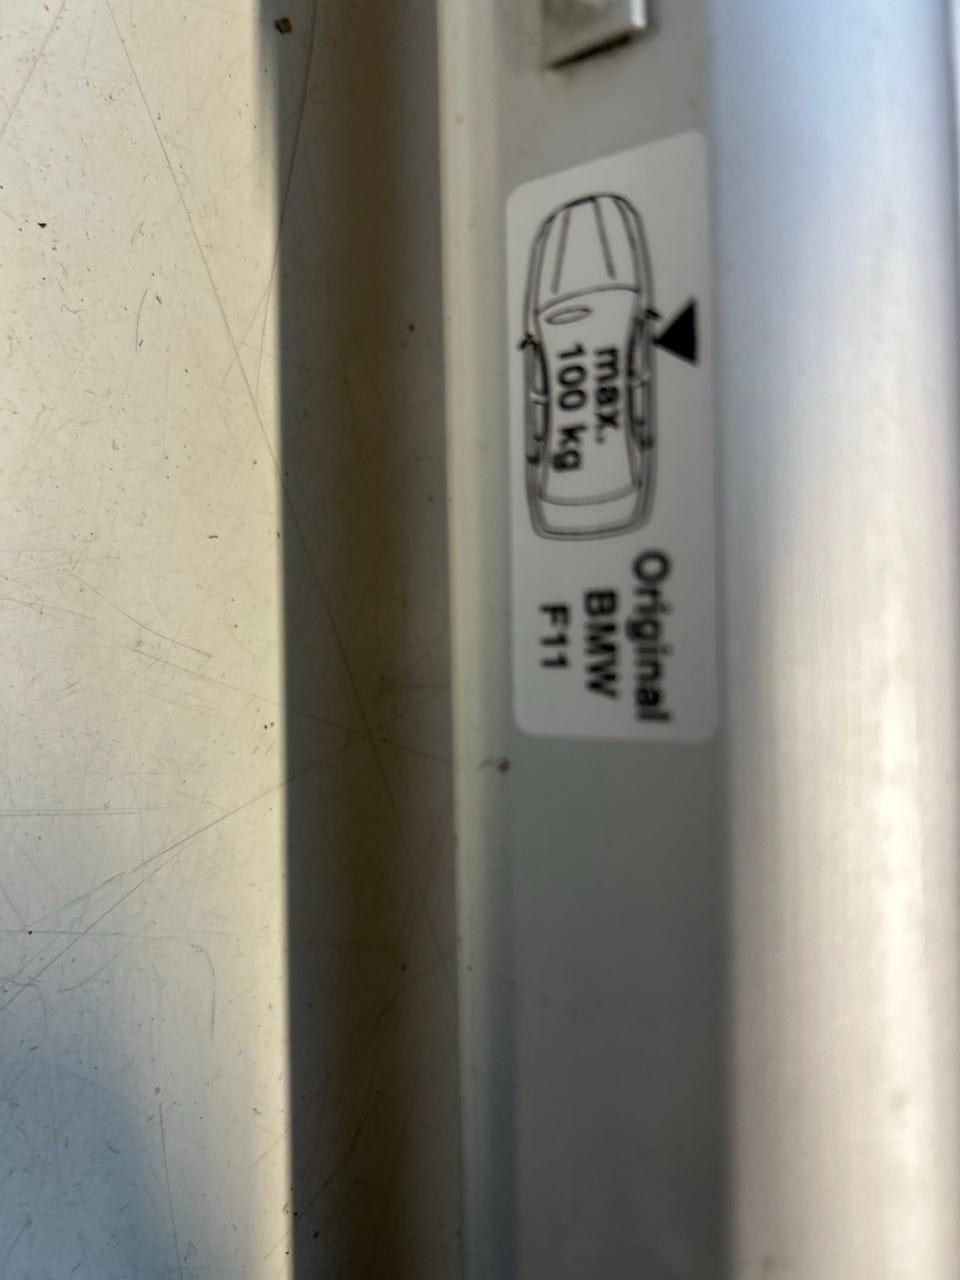 max.
100 kg
Original
BMW
F11